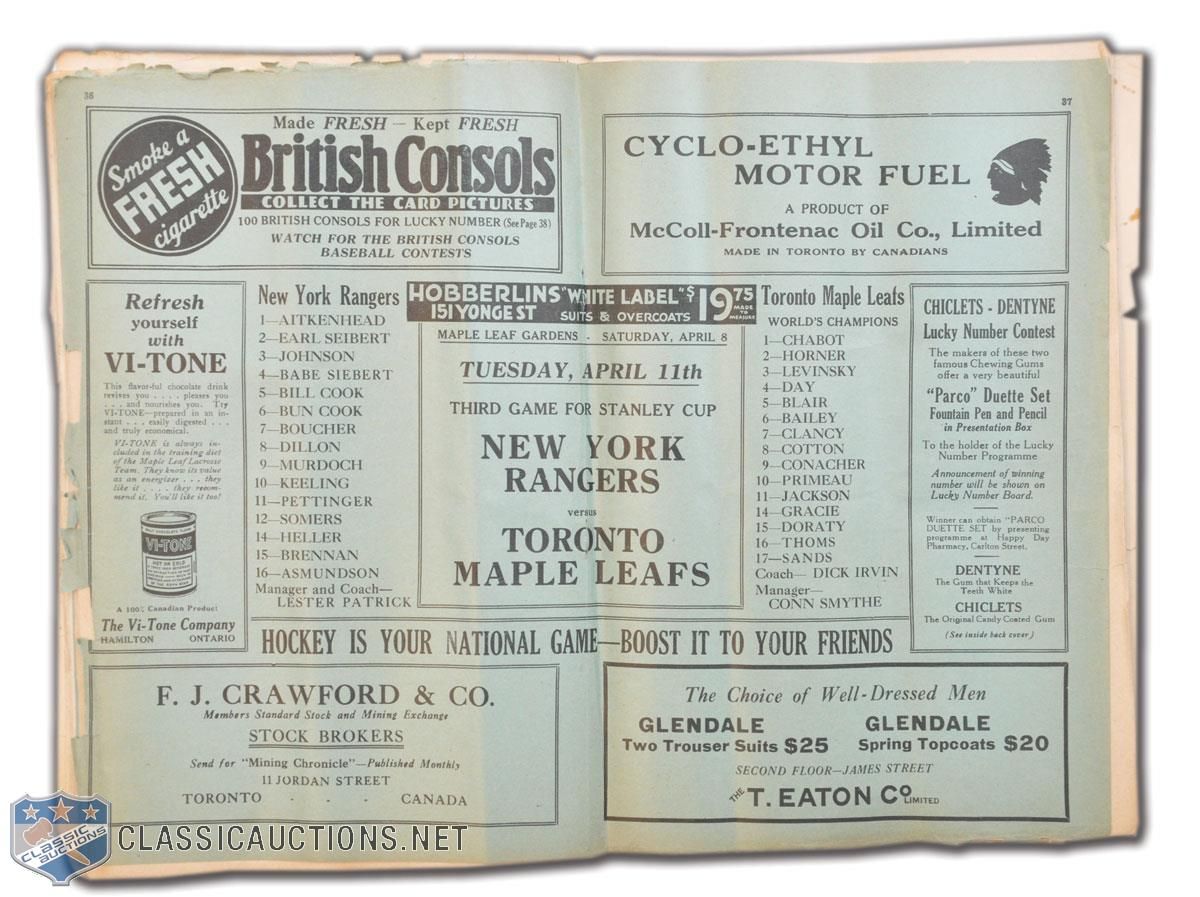 36
37
Smoke a
FRESH
cigarette
Made FRESH — Kept FRESH
British Consols
COLLECT THE CARD PICTURES
100 BRITISH CONSOLS FOR LUCKY NUMBER (See Page 38)
WATCH FOR THE BRITISH CONSOLS
BASEBALL CONTESTS
CYCLO-ETHYL
MOTOR FUEL
A PRODUCT OF
McColl-Frontenac Oil Co., Limited
MADE IN TORONTO BY CANADIANS
Refresh
yourself
with
VI-TONE
This flavor-ful chocolate drink
revives you . . . . pleases you
. . . and nourishes you. Try
VI-TONE—prepared in an in-
stant . . . easily digested . . .
and truly economical.
VI-TONE is always in-
cluded in the training diet
of the Maple Leaf Lacrosse
Team. They know its value
as an energizer . . . they
like it . . . . they recom-
mend it. You'll like it too!
VI-TONE
HOT OR COLD
A 100% Canadian Product
The Vi-Tone Company
HAMILTON ONTARIO
New York Rangers
1—AITKENHEAD
2—EARL SEIBERT
3—JOHNSON
4—BABE SIEBERT
5—BILL COOK
6—BUN COOK
7—BOUCHER
8—DILLON
9—MURDOCH
10—KEELING
11—PETTINGER
12—SOMERS
14—HELLER
15—BRENNAN
16—ASMUNDSON
Manager and Coach—
LESTER PATRICK
HOBBERLINS "WHITE LABEL" $19.75
151 YONGE ST SUITS & OVERCOATS MADE TO MEASURE
MAPLE LEAF GARDENS - SATURDAY, APRIL 8
TUESDAY, APRIL 11th
THIRD GAME FOR STANLEY CUP
NEW YORK
RANGERS
versus
TORONTO
MAPLE LEAFS
Toronto Maple Leafs
WORLD'S CHAMPIONS
1—CHABOT
2—HORNER
3—LEVINSKY
4—DAY
5—BLAIR
6—BAILEY
7—CLANCY
8—COTTON
9—CONACHER
10—PRIMEAU
11—JACKSON
14—GRACIE
15—DORATY
16—THOMS
17—SANDS
Coach— DICK IRVIN
Manager—
CONN SMYTHE
CHICLETS - DENTYNE
Lucky Number Contest
The makers of these two
famous Chewing Gums
offer a very beautiful
"Parco" Duette Set
Fountain Pen and Pencil
in Presentation Box
To the holder of the Lucky
Number Programme
Announcement of winning
number will be shown on
Lucky Number Board.
Winner can obtain "PARCO
DUETTE SET by presenting
programme at Happy Day
Pharmacy, Carlton Street.
DENTYNE
The Gum that Keeps the
Teeth White
CHICLETS
The Original Candy Coated Gum
(See inside back cover)
HOCKEY IS YOUR NATIONAL GAME—BOOST IT TO YOUR FRIENDS
F. J. CRAWFORD & CO.
Members Standard Stock and Mining Exchange
STOCK BROKERS
Send for "Mining Chronicle"—Published Monthly
11 JORDAN STREET
TORONTO - - - CANADA
The Choice of Well-Dressed Men
GLENDALE
Two Trouser Suits $25
GLENDALE
Spring Topcoats $20
SECOND FLOOR—JAMES STREET
THE T. EATON CO LIMITED
CLASSIC AUCTIONS
CLASSICAUCTIONS.NET